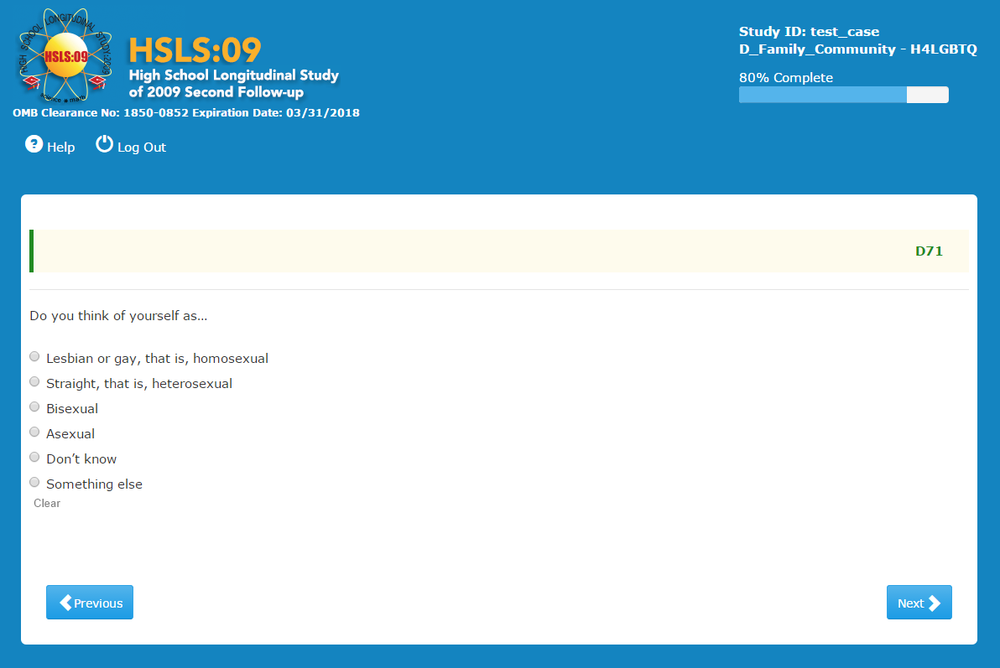 HIGH SCHOOL LONGITUDINAL STUDY:2009
HSLS:09
science ★ math
HSLS:09
High School Longitudinal Study
of 2009 Second Follow-up
OMB Clearance No: 1850-0852 Expiration Date: 03/31/2018
Study ID: test_case
D_Family_Community - H4LGBTQ
80% Complete
? Help
Log Out
D71
Do you think of yourself as...
Lesbian or gay, that is, homosexual
Straight, that is, heterosexual
Bisexual
Asexual
Don’t know
Something else
Clear
Previous
Next